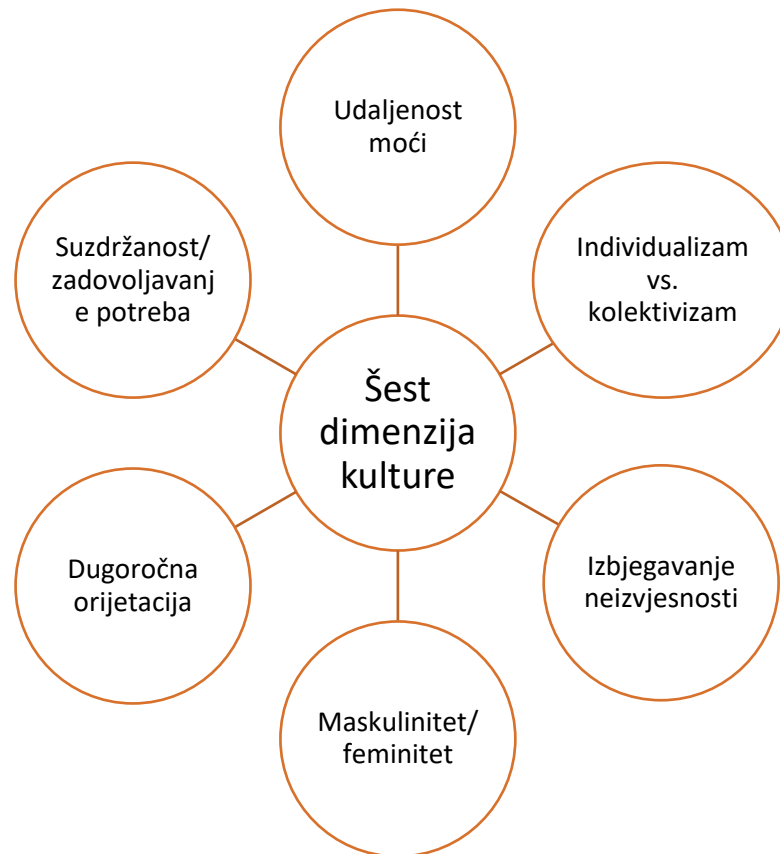 Udaljenost
moći
Individualizam
vs.
kolektivizam
Izbjegavanje
neizvjesnosti
Maskulinitet/
feminitet
Dugoročna
orijetacija
Suzdržanost/
zadovoljavanj
e potreba
Šest
dimenzija
kulture